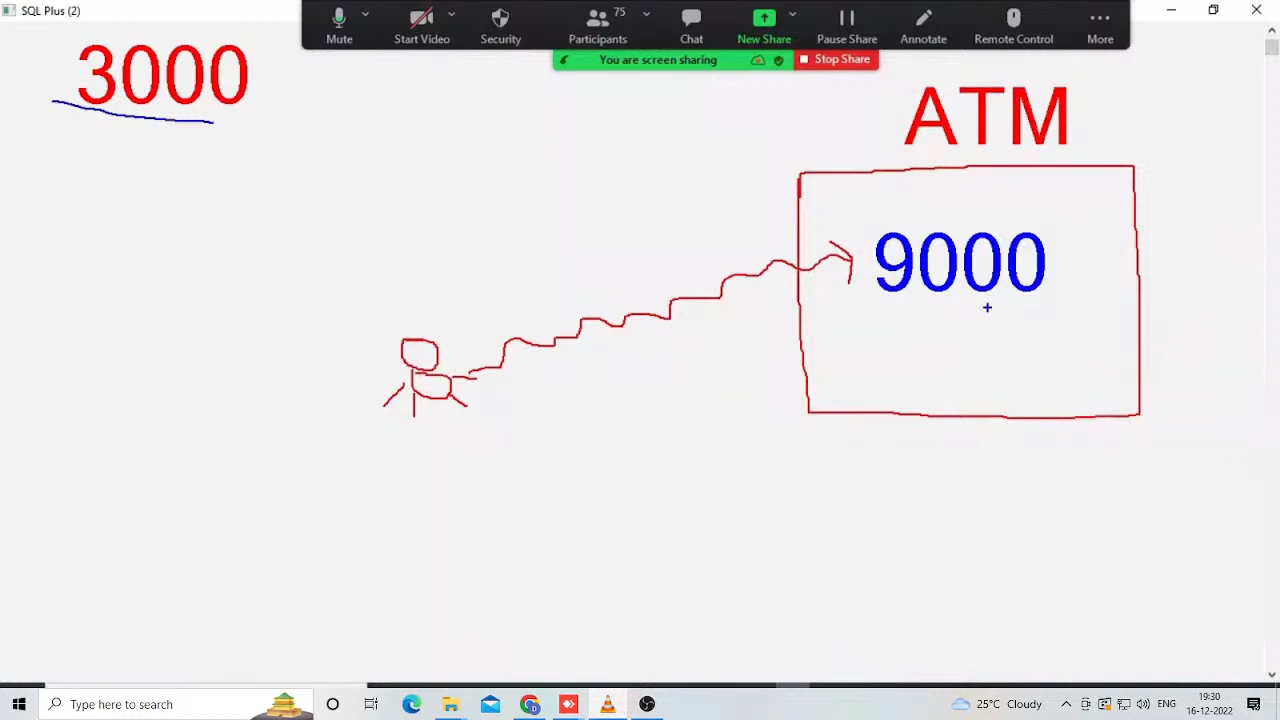 SQL Plus (2)
Mute
Start Video
Security
75
Participants
Chat
New Share
Pause Share
Annotate
Remote Control
More
You are screen sharing
Stop Share
3000
ATM
9000
Type here to search
25°C Cloudy
ENG
19:30
16-12-2022